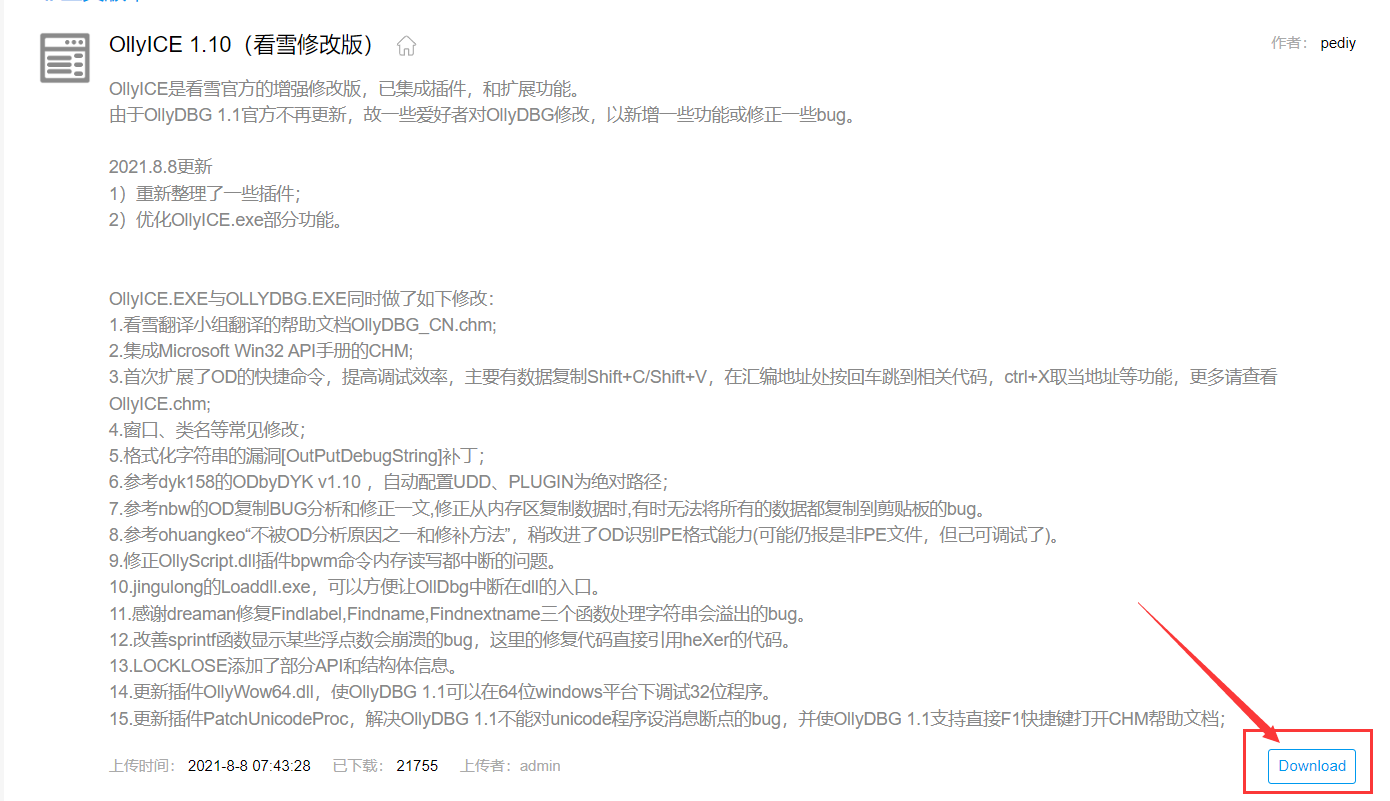 OllyICE 1.10（看雪修改版）
作者： pediy
OllyICE是看雪官方的增强修改版，已集成插件，和扩展功能。
由于OllyDBG 1.1官方不再更新，故一些爱好者对OllyDBG修改，以新增一些功能或修正一些bug。
2021.8.8更新
1）重新整理了一些插件；
2）优化OllyICE.exe部分功能。
OllyICE.EXE与OLLYDBG.EXE同时做了如下修改：
1.看雪翻译小组翻译的帮助文档OllyDBG_CN.chm;
2.集成Microsoft Win32 API手册的CHM;
3.首次扩展了OD的快捷命令，提高调试效率，主要有数据复制Shift+C/Shift+V，在汇编地址处按回车跳到相关代码，ctrl+X取当地址等功能，更多请查看
OllyICE.chm;
4.窗口、类名等常见修改；
5.格式化字符串的漏洞[OutPutDebugString]补丁；
6.参考dyk158的ODbyDYK v1.10 ，自动配置UDD、PLUGIN为绝对路径；
7.参考nbw的OD复制BUG分析和修正一文,修正从内存区复制数据时,有时无法将所有的数据都复制到剪贴板的bug。
8.参考ohuangkeo“不被OD分析原因之一和修补方法”，稍改进了OD识别PE格式能力(可能仍报是非PE文件，但己可调试了)。
9.修正OllyScript.dll插件bpwm命令内存读写都中断的问题。
10.jingulong的Loaddll.exe，可以方便让OllDbg中断在dll的入口。
11.感谢dreaman修复Findlabel,Findname,Findnextname三个函数处理字符串会溢出的bug。
12.改善sprintf函数显示某些浮点数会崩溃的bug，这里的修复代码直接引用heXer的代码。
13.LOCKLOSE添加了部分API和结构体信息。
14.更新插件OllyWow64.dll，使OllyDBG 1.1可以在64位windows平台下调试32位程序。
15.更新插件PatchUnicodeProc，解决OllyDBG 1.1不能对unicode程序设消息断点的bug，并使OllyDBG 1.1支持直接F1快捷键打开CHM帮助文档；
上传时间： 2021-8-8 07:43:28 已下载： 21755 上传者：admin
Download